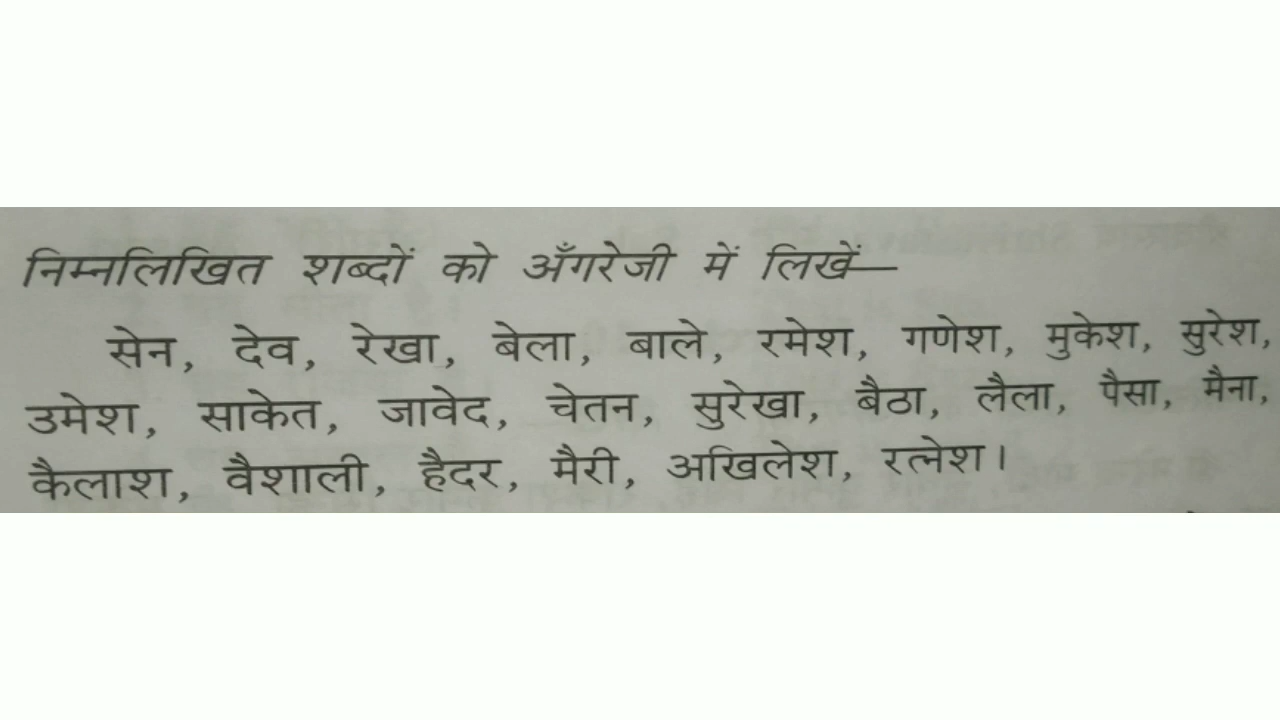 निम्नलिखित शब्दों को अँगरेजी में लिखें—
सेन, देव, रेखा, बेला, बाले, रमेश, गणेश, मुकेश, सुरेश,
उमेश, साकेत, जावेद, चेतन, सुरेखा, बैठा, लैला, पैसा, मैना,
कैलाश, वैशाली, हैदर, मैरी, अखिलेश, रत्नेश।